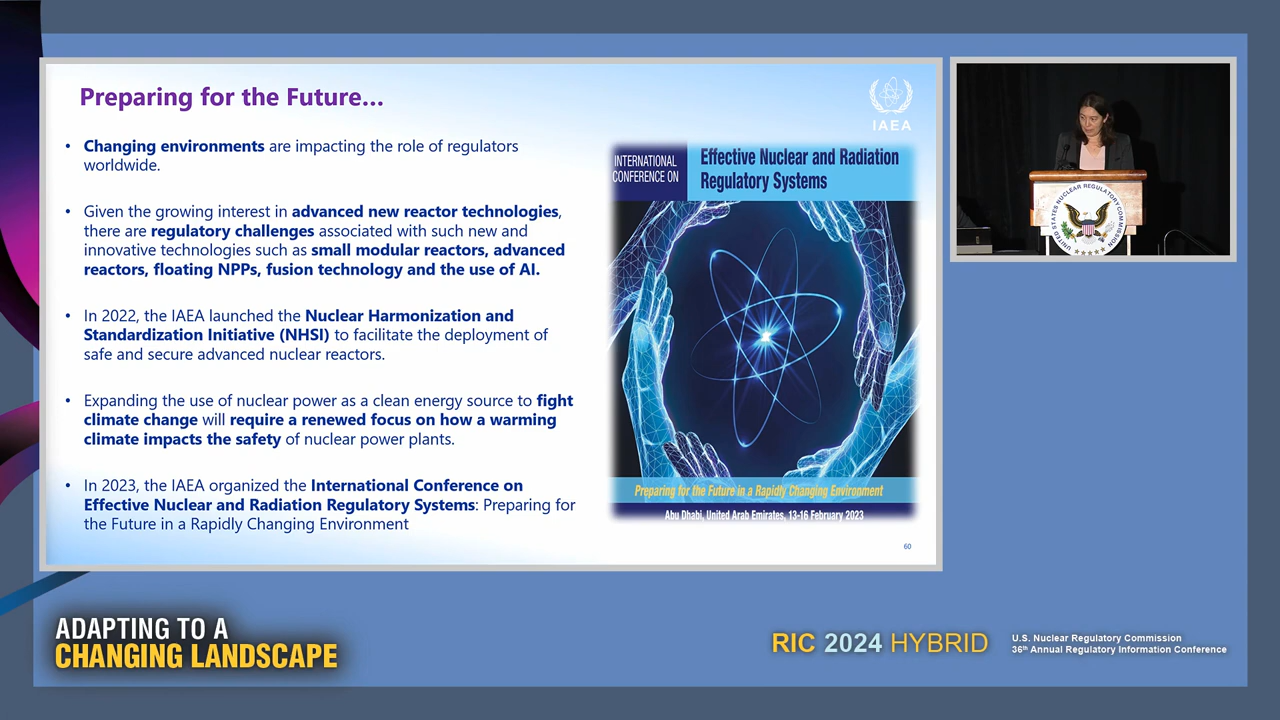 Preparing for the Future...
IAEA
• Changing environments are impacting the role of regulators
worldwide.
• Given the growing interest in advanced new reactor technologies,
there are regulatory challenges associated with such new and
innovative technologies such as small modular reactors, advanced
reactors, floating NPPs, fusion technology and the use of AI.
• In 2022, the IAEA launched the Nuclear Harmonization and
Standardization Initiative (NHSI) to facilitate the deployment of
safe and secure advanced nuclear reactors.
• Expanding the use of nuclear power as a clean energy source to fight
climate change will require a renewed focus on how a warming
climate impacts the safety of nuclear power plants.
• In 2023, the IAEA organized the International Conference on
Effective Nuclear and Radiation Regulatory Systems: Preparing for
the Future in a Rapidly Changing Environment
INTERNATIONAL
CONFERENCE ON
Effective Nuclear and Radiation
Regulatory Systems
Preparing for the Future in a Rapidly Changing Environment
Abu Dhabi, United Arab Emirates, 13-16 February 2023
60
UNITED STATES NUCLEAR REGULATORY COMMISSION
ADAPTING TO A
CHANGING LANDSCAPE
RIC 2024 HYBRID
U.S. Nuclear Regulatory Commission
36th Annual Regulatory Information Conference